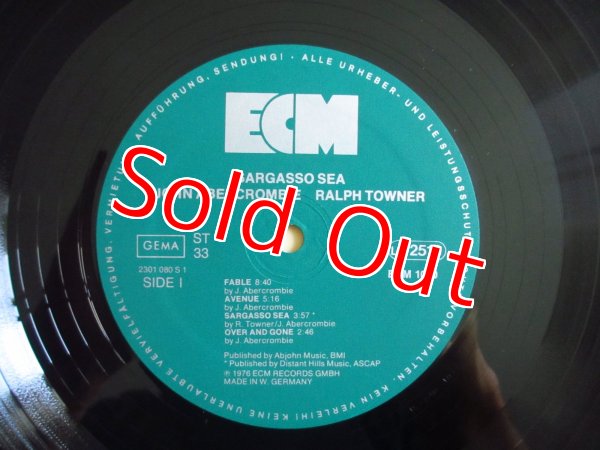 AUFFÜHRUNG, SENDUNG! · ALLE URHEBER- UND LEISTUNGSSCHUTZ
VORBEHALTEN. KEIN VERLEIH! KEINE UNERLAUBTE VERVIELFÄLTIGUNG,
ECM
SARGASSO SEA
RALPH TOWNER
Sold Out
GEMA
ST
33
2301 080 S 1
SIDE I
FABLE 8:40
by J. Abercrombie
AVENUE 5:16
by J. Abercrombie
SARGASSO SEA 3:57 *
by R. Towner/J. Abercrombie
OVER AND GONE 2:46
by J. Abercrombie
Published by Abjohn Music, BMI
* Published by Distant Hills Music, ASCAP
℗ 1976 ECM RECORDS GMBH
MADE IN W. GERMANY